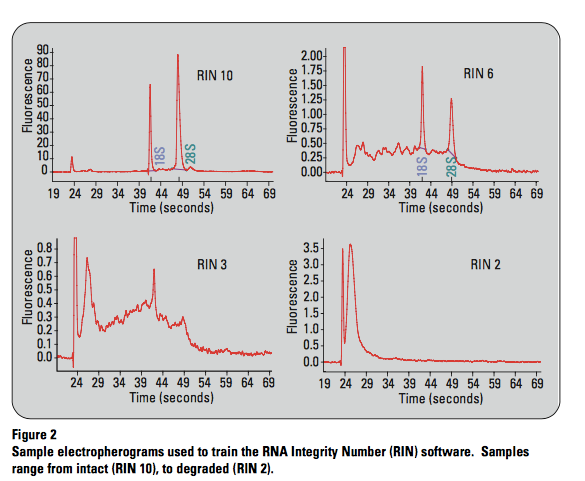 RIN 10
Fluorescence
90
80
70
60
50
40
30
20
10
0
18S
28S
19 24 29 34 39 44 49 54 59 64 69
Time (seconds)
RIN 6
Fluorescence
2.00
1.75
1.50
1.25
1.00
0.75
0.50
0.25
0.00
18S
28S
24 29 34 39 44 49 54 59 64 69
Time (seconds)
RIN 3
Fluorescence
0.8
0.7
0.6
0.5
0.4
0.3
0.2
0.1
0.0
24 29 34 39 44 49 54 59 64 69
Time (seconds)
RIN 2
Fluorescence
3.5
3.0
2.5
2.0
1.5
1.0
0.5
0.0
19 24 29 34 39 44 49 54 59 64 69
Time (seconds)
Figure 2
Sample electropherograms used to train the RNA Integrity Number (RIN) software. Samples
range from intact (RIN 10), to degraded (RIN 2).